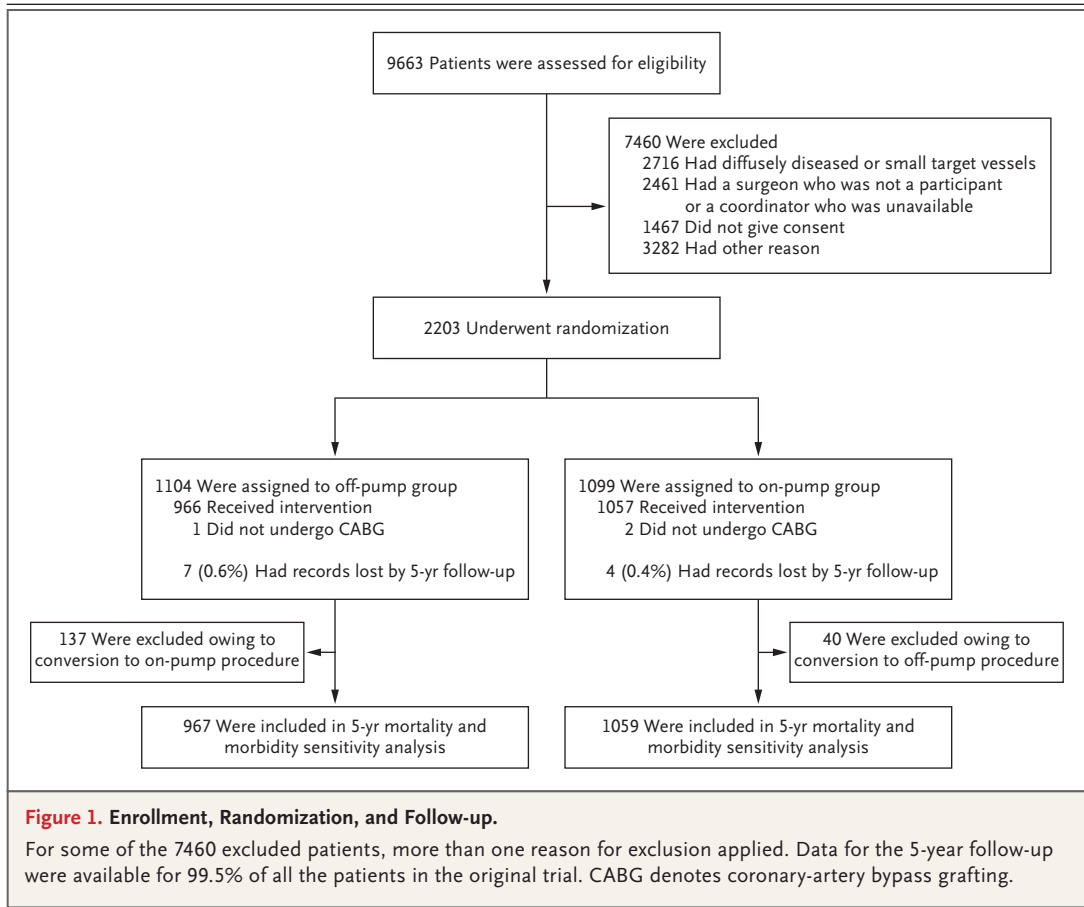 9663 Patients were assessed for eligibility
7460 Were excluded
2716 Had diffusely diseased or small target vessels
2461 Had a surgeon who was not a participant
or a coordinator who was unavailable
1467 Did not give consent
3282 Had other reason
2203 Underwent randomization
1104 Were assigned to off-pump group
966 Received intervention
1 Did not undergo CABG
7 (0.6%) Had records lost by 5-yr follow-up
1099 Were assigned to on-pump group
1057 Received intervention
2 Did not undergo CABG
4 (0.4%) Had records lost by 5-yr follow-up
137 Were excluded owing to
conversion to on-pump procedure
40 Were excluded owing to
conversion to off-pump procedure
967 Were included in 5-yr mortality and
morbidity sensitivity analysis
1059 Were included in 5-yr mortality and
morbidity sensitivity analysis
Figure 1. Enrollment, Randomization, and Follow-up.
For some of the 7460 excluded patients, more than one reason for exclusion applied. Data for the 5-year follow-up
were available for 99.5% of all the patients in the original trial. CABG denotes coronary-artery bypass grafting.